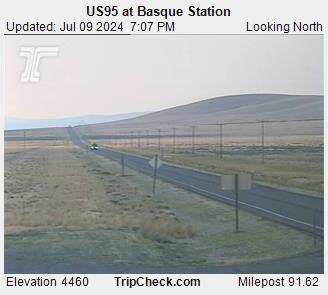 US95 at Basque Station
Updated: Jul 09 2024 7:07 PM Looking North
Elevation 4460 TripCheck.com Milepost 91.62